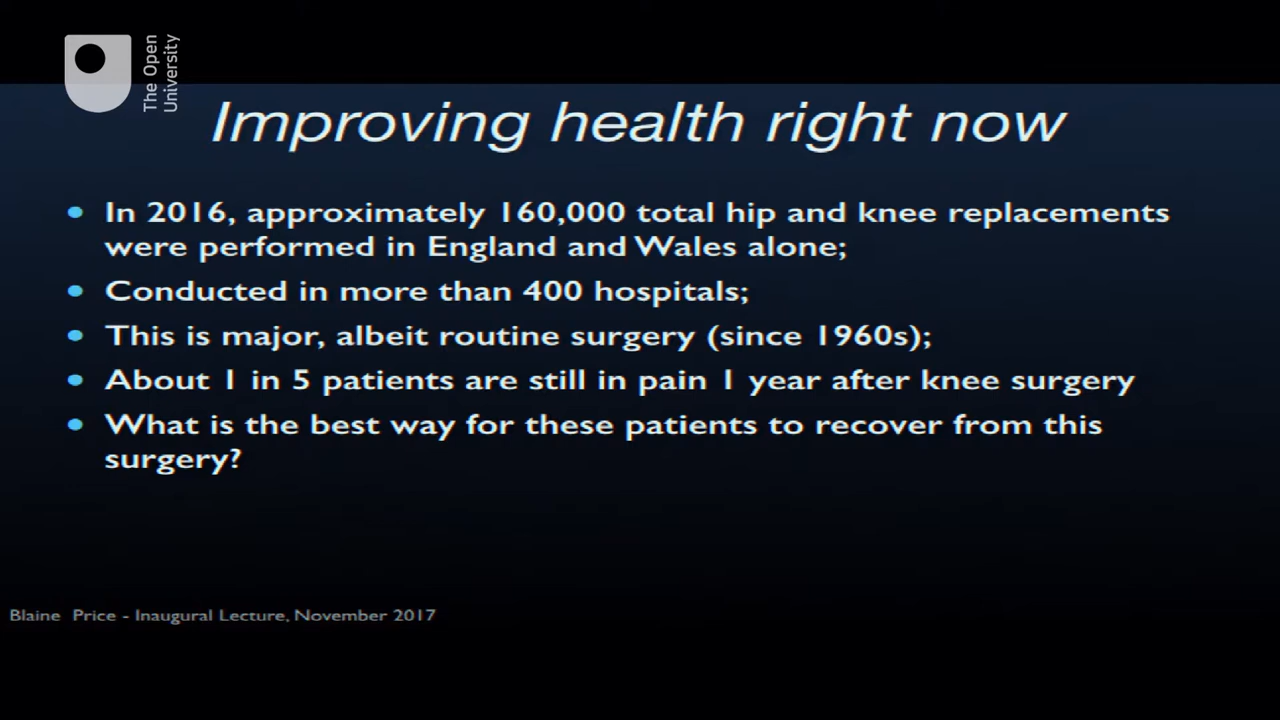 The Open
University
Improving health right now
• In 2016, approximately 160,000 total hip and knee replacements
were performed in England and Wales alone;
• Conducted in more than 400 hospitals;
• This is major, albeit routine surgery (since 1960s);
• About 1 in 5 patients are still in pain 1 year after knee surgery
• What is the best way for these patients to recover from this
surgery?
Blaine Price - Inaugural Lecture, November 2017